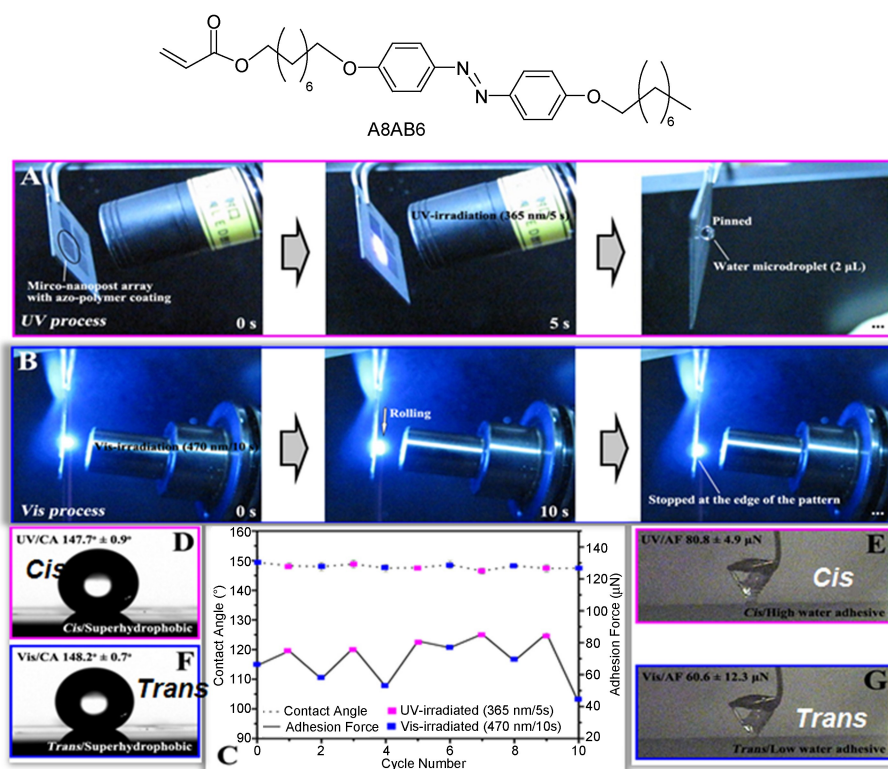 O
O
6
O
N
N
O
6
A8AB6
A
Mirco-nanopost array
with azo-polymer coating
UV process
0 s
UV-irradiation (365 nm/5 s)
5 s
Pinned
Water microdroplet (2 μL)
...
B
Vis-irradiation (470 nm/10 s)
Vis process
0 s
Rolling
10 s
Stopped at the edge of the pattern
...
UV/CA 147.7° ± 0.9°
D
Cis
Cis/Superhydrophobic
Vis/CA 148.2° ± 0.7°
F
Trans
Trans/Superhydrophobic
160
150
140
130
120
110
100
90
Contact Angle (°)
140
120
100
80
60
40
20
Adhesion Force (μN)
Contact Angle
UV-irradiated (365 nm/5s)
Adhesion Force
Vis-irradiated (470 nm/10s)
0 2 4 6 8 10
Cycle Number
C
UV/AF 80.8 ± 4.9 μN
E
Cis
Cis/High water adhesive
Vis/AF 60.6 ± 12.3 μN
G
Trans
Trans/Low water adhesive